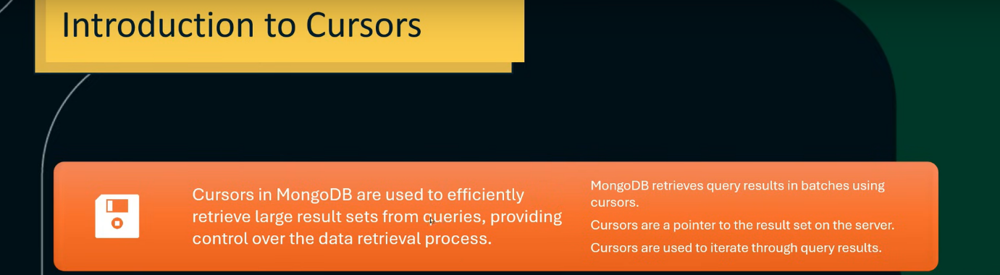 Introduction to Cursors
Cursors in MongoDB are used to efficiently
retrieve large result sets from queries, providing
control over the data retrieval process.
MongoDB retrieves query results in batches using
cursors.
Cursors are a pointer to the result set on the server.
Cursors are used to iterate through query results.